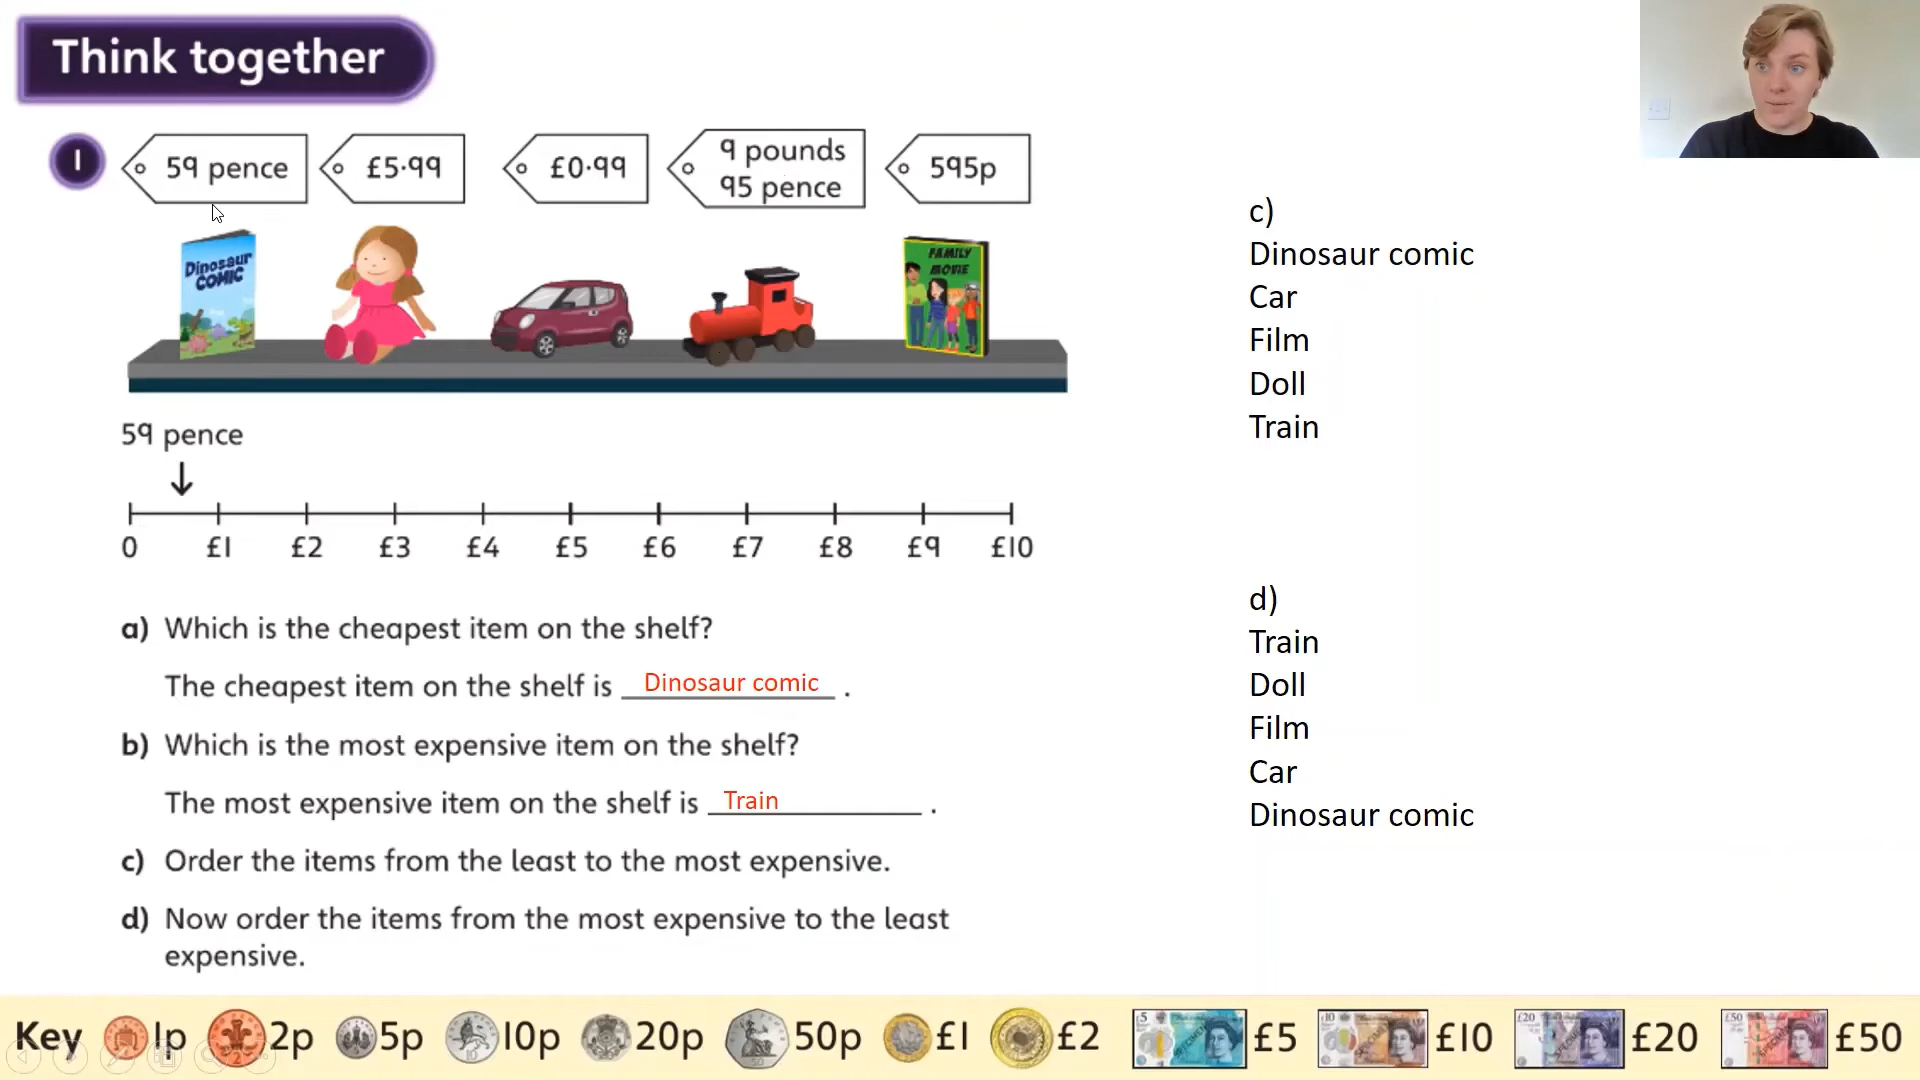 Think together
1
59 pence
£5·99
£0·99
9 pounds
95 pence
595p
Dinosaur
COMIC
FAMILY
MOVIE
59 pence
0 £1 £2 £3 £4 £5 £6 £7 £8 £9 £10
a) Which is the cheapest item on the shelf?
The cheapest item on the shelf is Dinosaur comic .
b) Which is the most expensive item on the shelf?
The most expensive item on the shelf is Train .
c) Order the items from the least to the most expensive.
d) Now order the items from the most expensive to the least
expensive.
c)
Dinosaur comic
Car
Film
Doll
Train
d)
Train
Doll
Film
Car
Dinosaur comic
Key 1p 2p 5p 10p 20p 50p £1 £2 £5 £10 £20 £50